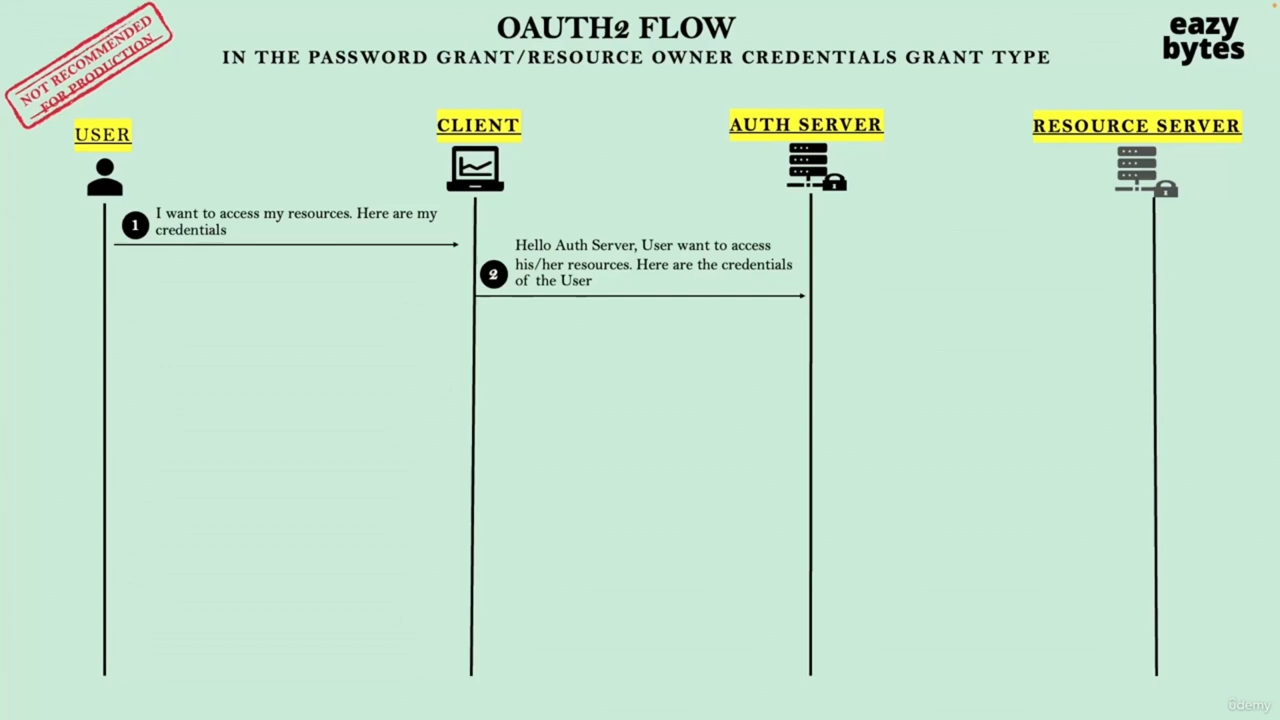 OAUTH2 FLOW
IN THE PASSWORD GRANT/RESOURCE OWNER CREDENTIALS GRANT TYPE
eazy
bytes
NOT RECOMMENDED
FOR PRODUCTION
USER
CLIENT
AUTH SERVER
RESOURCE SERVER
1
I want to access my resources. Here are my
credentials
2
Hello Auth Server, User want to access
his/her resources. Here are the credentials
of the User
ûdemy